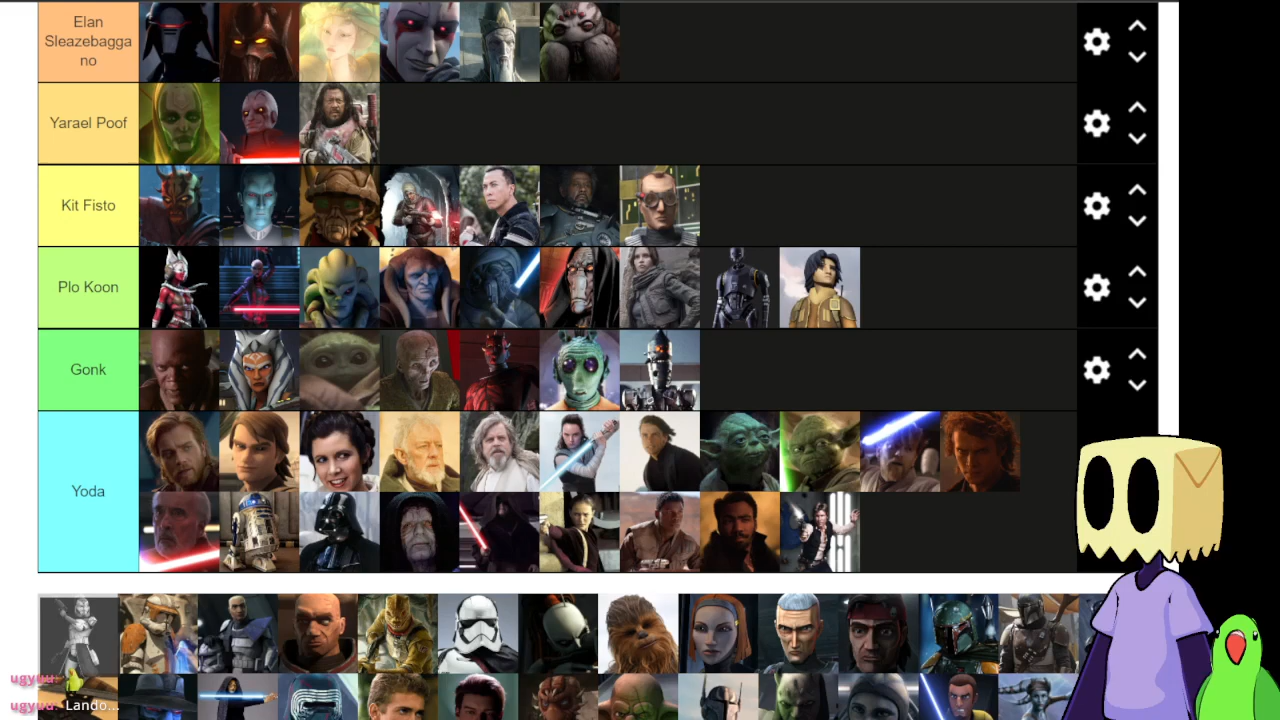 Elan
Sleazebagga
no
Yarael Poof
Kit Fisto
Plo Koon
Gonk
Yoda
ugyuu:
ugyuu: Lando...